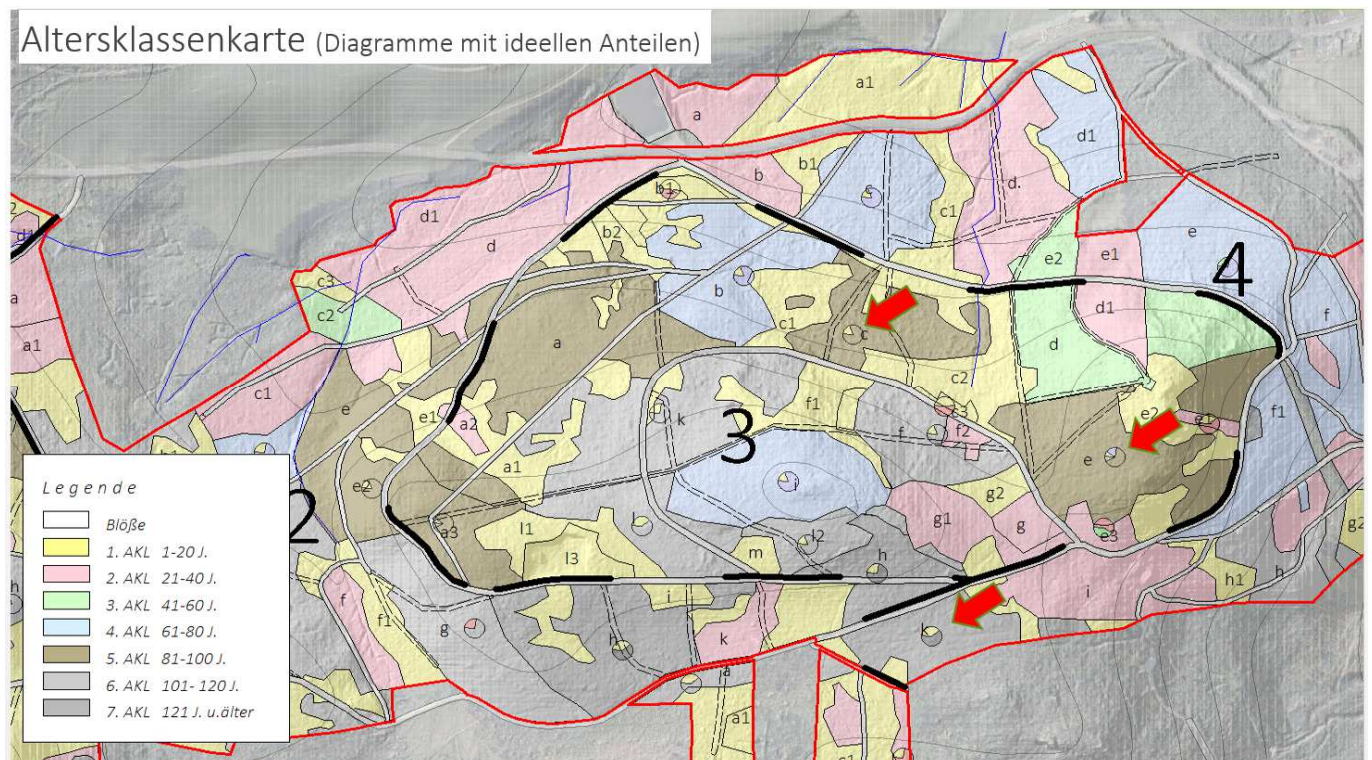 Altersklassenkarte (Diagramme mit ideellen Anteilen)
a1
a
d1
b1
b
d.
d1
b1
c1
d
b2
e2
e1
e
4
c3
b
f
c2
c1
d1
a
c
d
a1
c2
c1
e
k
f1
e2
e1
a2
3
f
f2
f1
a1
e
e2
g2
i
g1
g
a3
l1
l
l2
e3
g2
2
l3
m
h
h
h1
h
f
f1
i
i
g
h
k
k
a
a1
Legende
Blöße
1. AKL 1-20 J.
2. AKL 21-40 J.
3. AKL 41-60 J.
4. AKL 61-80 J.
5. AKL 81-100 J.
6. AKL 101- 120 J.
7. AKL 121 J. u.älter